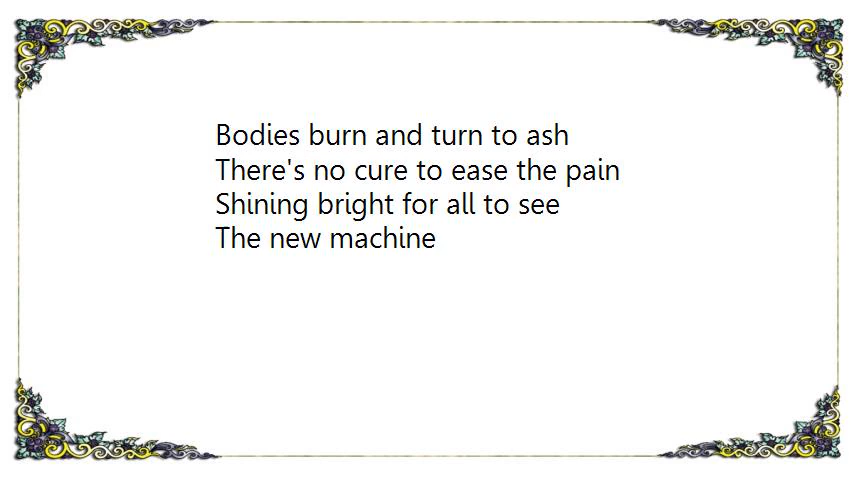 Bodies burn and turn to ash
There's no cure to ease the pain
Shining bright for all to see
The new machine